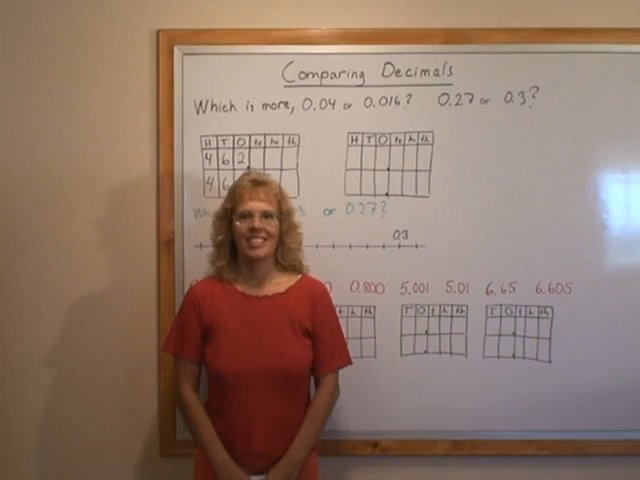 Comparing Decimals
Which is more, 0.04 or 0.016? 0.27 or 0.3?
H T O t h th H T O t h th
4 6 2
4 6
or 0.27?
0.3
0.800 5.001 5.01 6.65 6.605
t h th T O t h th T O t h th